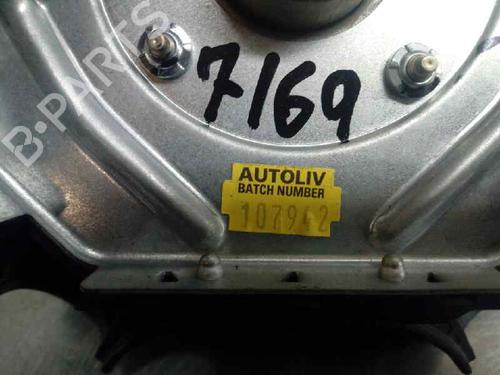 B-PARTS
7169
AUTOLIV
BATCH NUMBER
107942